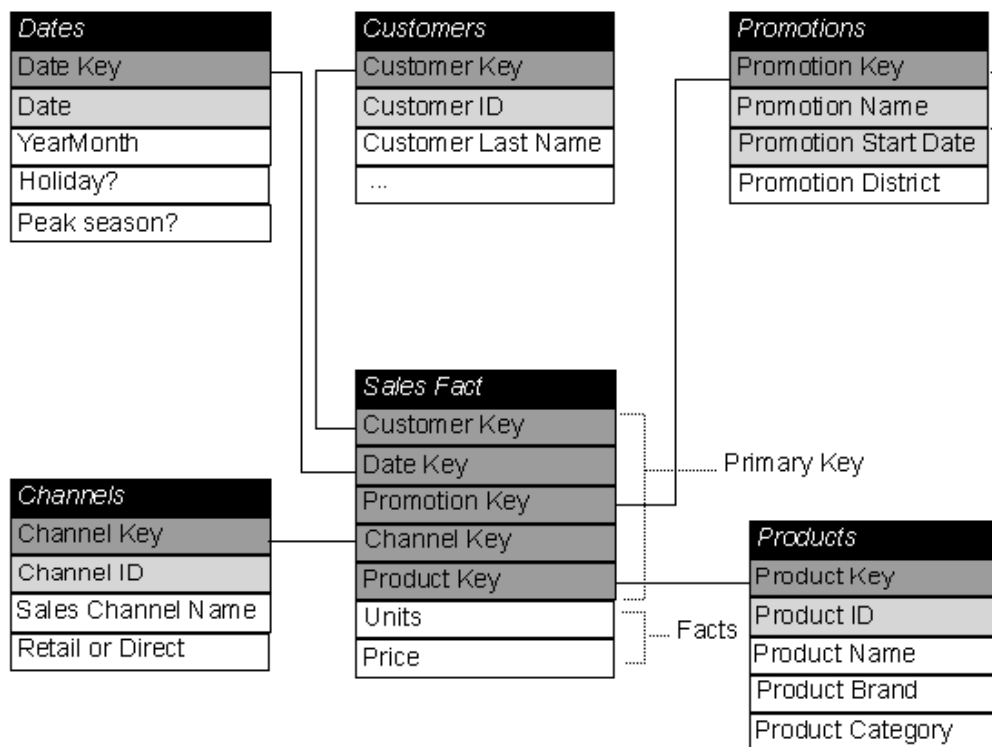 Dates
Date Key
Date
YearMonth
Holiday?
Peak season?
Customers
Customer Key
Customer ID
Customer Last Name
...
Promotions
Promotion Key
Promotion Name
Promotion Start Date
Promotion District
Sales Fact
Customer Key
Date Key
Promotion Key
Channel Key
Product Key
Units
Price
Primary Key
Facts
Channels
Channel Key
Channel ID
Sales Channel Name
Retail or Direct
Products
Product Key
Product ID
Product Name
Product Brand
Product Category